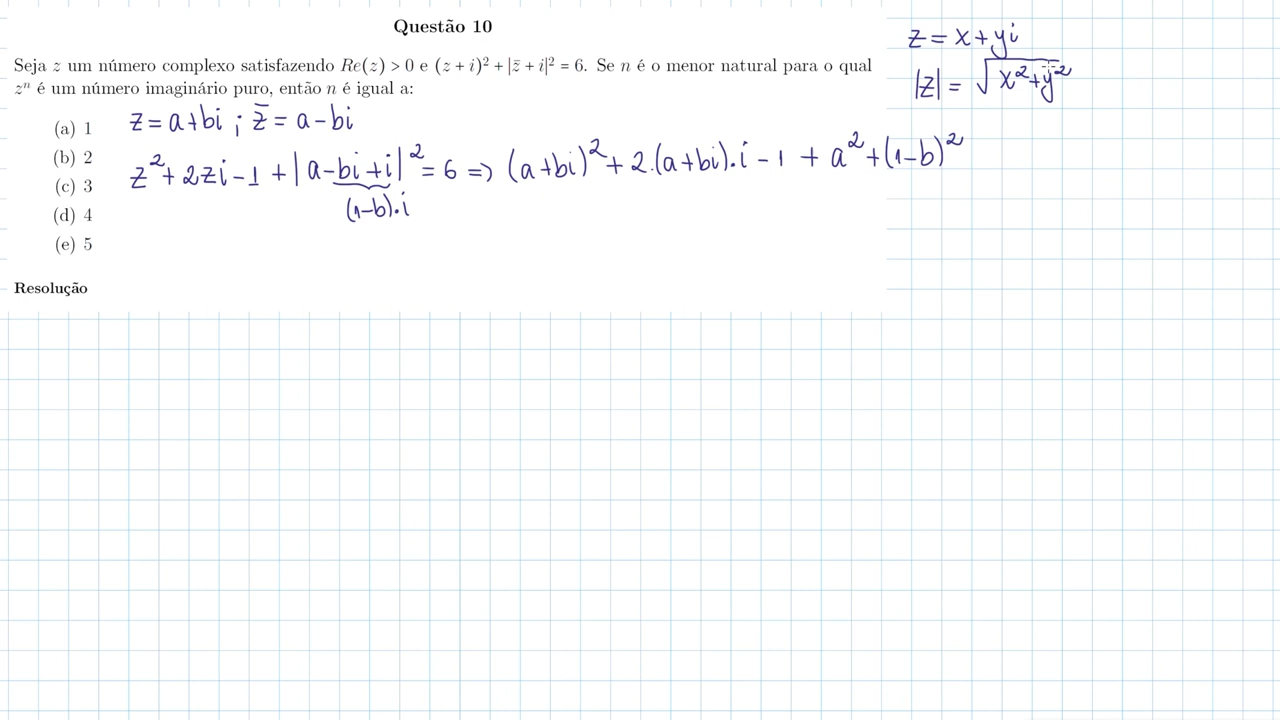 Questão 10
Seja z um número complexo satisfazendo Re(z) > 0 e (z + i)² + |z̄ + i|² = 6. Se n é o menor natural para o qual
zⁿ é um número imaginário puro, então n é igual a:
(a) 1
(b) 2
(c) 3
(d) 4
(e) 5
z = a + bi ; z̄ = a - bi
z² + 2zi - 1 + |a - bi + i|² = 6 => (a + bi)² + 2.(a + bi).i - 1 + a² + (1 - b)²
(1 - b).i
Resolução
z = x + yi
|z| = √(x² + y²)